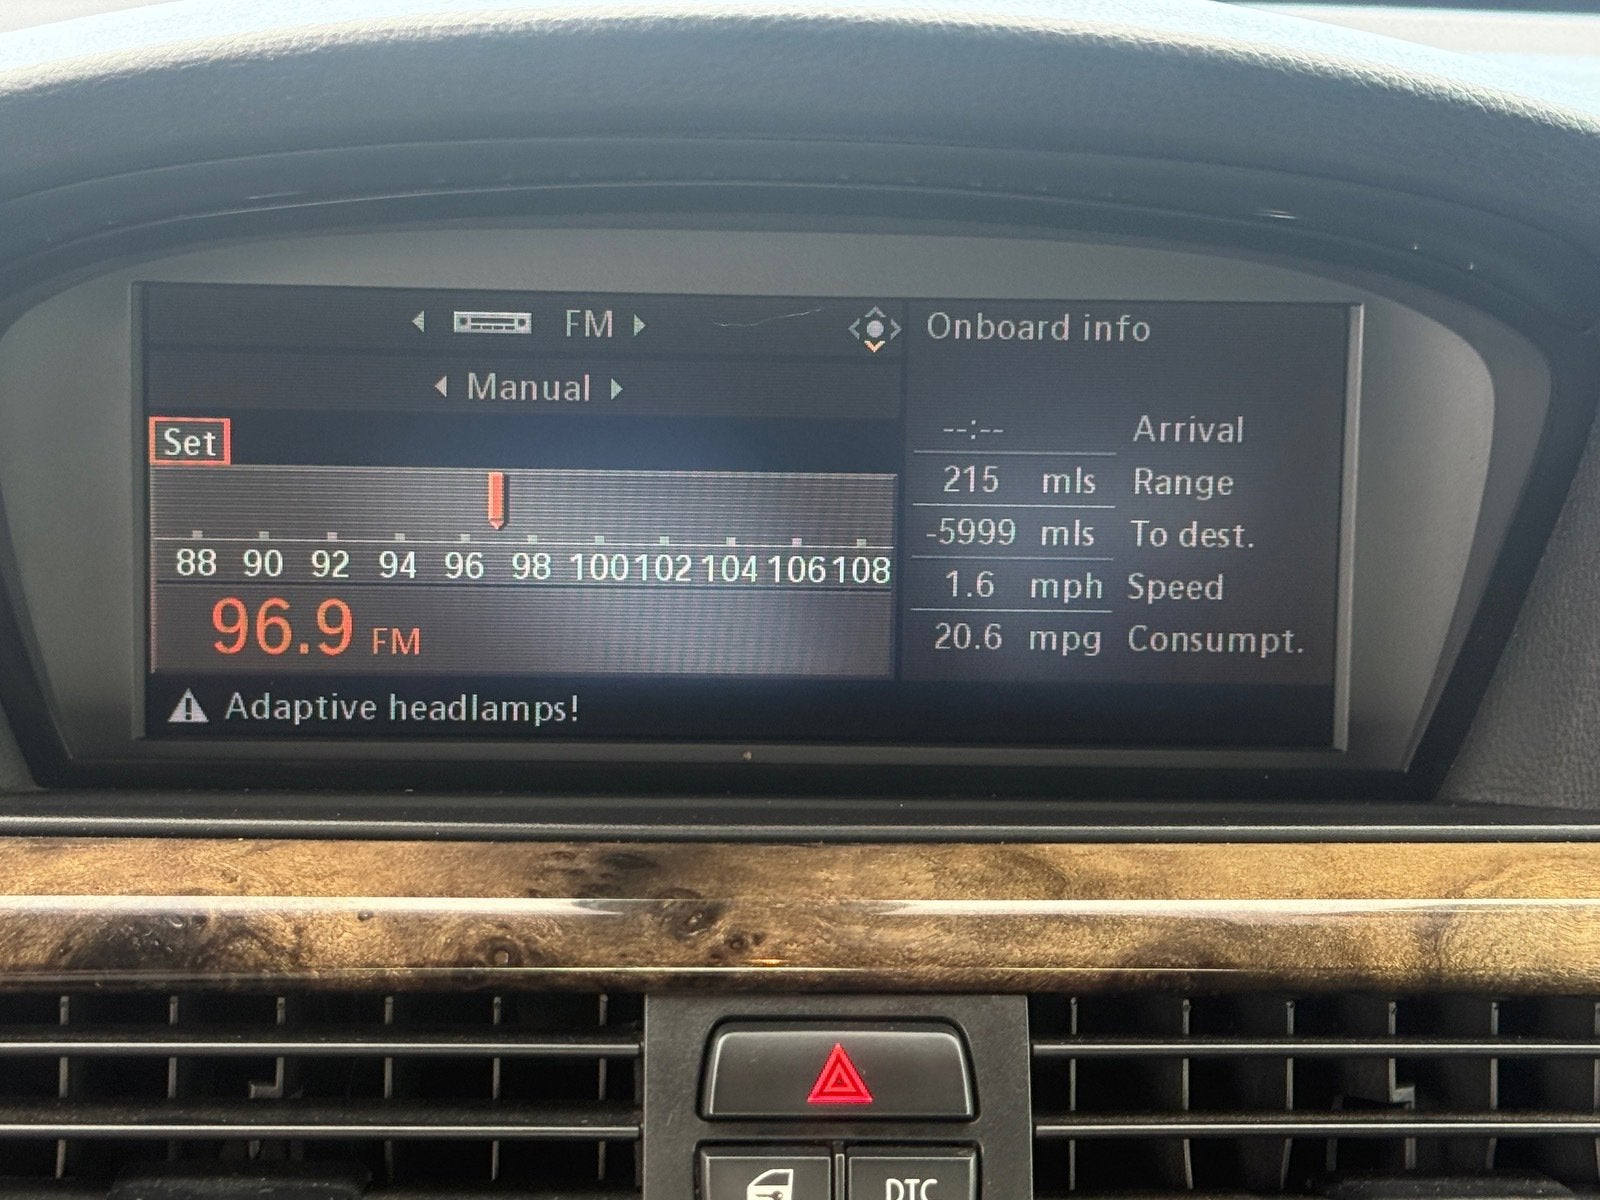 FM
Manual
Set
88 90 92 94 96 98 100 102 104 106 108
96.9 FM
Adaptive headlamps!
Onboard info
--:-- Arrival
215 mls Range
-5999 mls To dest.
1.6 mph Speed
20.6 mpg Consumpt.
DTC